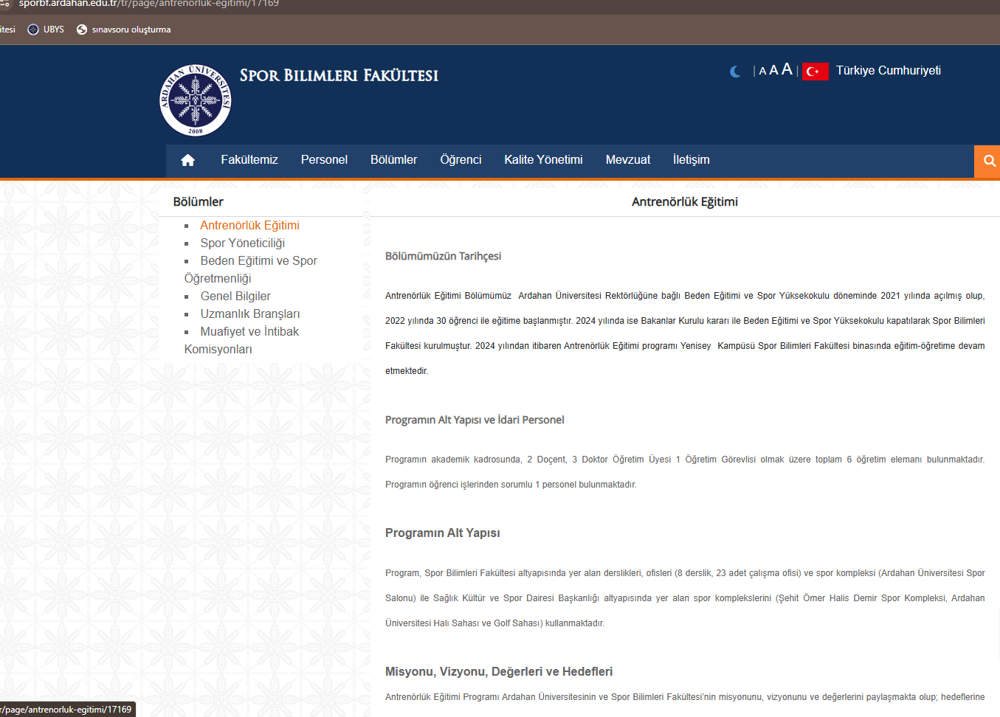 sporbf.ardahan.edu.tr/tr/page/antrenorluk-egitimi/17169
itesi UBYS sınavsoru oluşturma
ARDAHAN ÜNİVERSİTESİ
2008
SPOR BILIMLERI FAKÜLTESI
| A A A | Türkiye Cumhuriyeti
Fakültemiz Personel Bölümler Öğrenci Kalite Yönetimi Mevzuat İletişim
Bölümler
Antrenörlük Eğitimi
Spor Yöneticiliği
Beden Eğitimi ve Spor
Öğretmenliği
Genel Bilgiler
Uzmanlık Branşları
Muafiyet ve İntibak
Komisyonları
Antrenörlük Eğitimi
Bölümümüzün Tarihçesi
Antrenörlük Eğitimi Bölümümüz Ardahan Üniversitesi Rektörlüğüne bağlı Beden Eğitimi ve Spor Yüksekokulu döneminde 2021 yılında açılmış olup,
2022 yılında 30 öğrenci ile eğitime başlanmıştır. 2024 yılında ise Bakanlar Kurulu kararı ile Beden Eğitimi ve Spor Yüksekokulu kapatılarak Spor Bilimleri
Fakültesi kurulmuştur. 2024 yılından itibaren Antrenörlük Eğitimi programı Yenisey Kampüsü Spor Bilimleri Fakültesi binasında eğitim-öğretime devam
etmektedir.
Programın Alt Yapısı ve İdari Personel
Programın akademik kadrosunda, 2 Doçent, 3 Doktor Öğretim Üyesi 1 Öğretim Görevlisi olmak üzere toplam 6 öğretim elemanı bulunmaktadır.
Programın öğrenci işlerinden sorumlu 1 personel bulunmaktadır.
Programın Alt Yapısı
Program, Spor Bilimleri Fakültesi altyapısında yer alan derslikleri, ofisleri (8 derslik, 23 adet çalışma ofisi) ve spor kompleksi (Ardahan Üniversitesi Spor
Salonu) ile Sağlık Kültür ve Spor Dairesi Başkanlığı altyapısında yer alan spor komplekslerini (Şehit Ömer Halis Demir Spor Kompleksi, Ardahan
Üniversitesi Halı Sahası ve Golf Sahası) kullanmaktadır.
Misyonu, Vizyonu, Değerleri ve Hedefleri
Antrenörlük Eğitimi Programı Ardahan Üniversitesinin ve Spor Bilimleri Fakültesi'nin misyonunu, vizyonunu ve değerlerini paylaşmakta olup; hedeflerine
r/page/antrenorluk-egitimi/17169